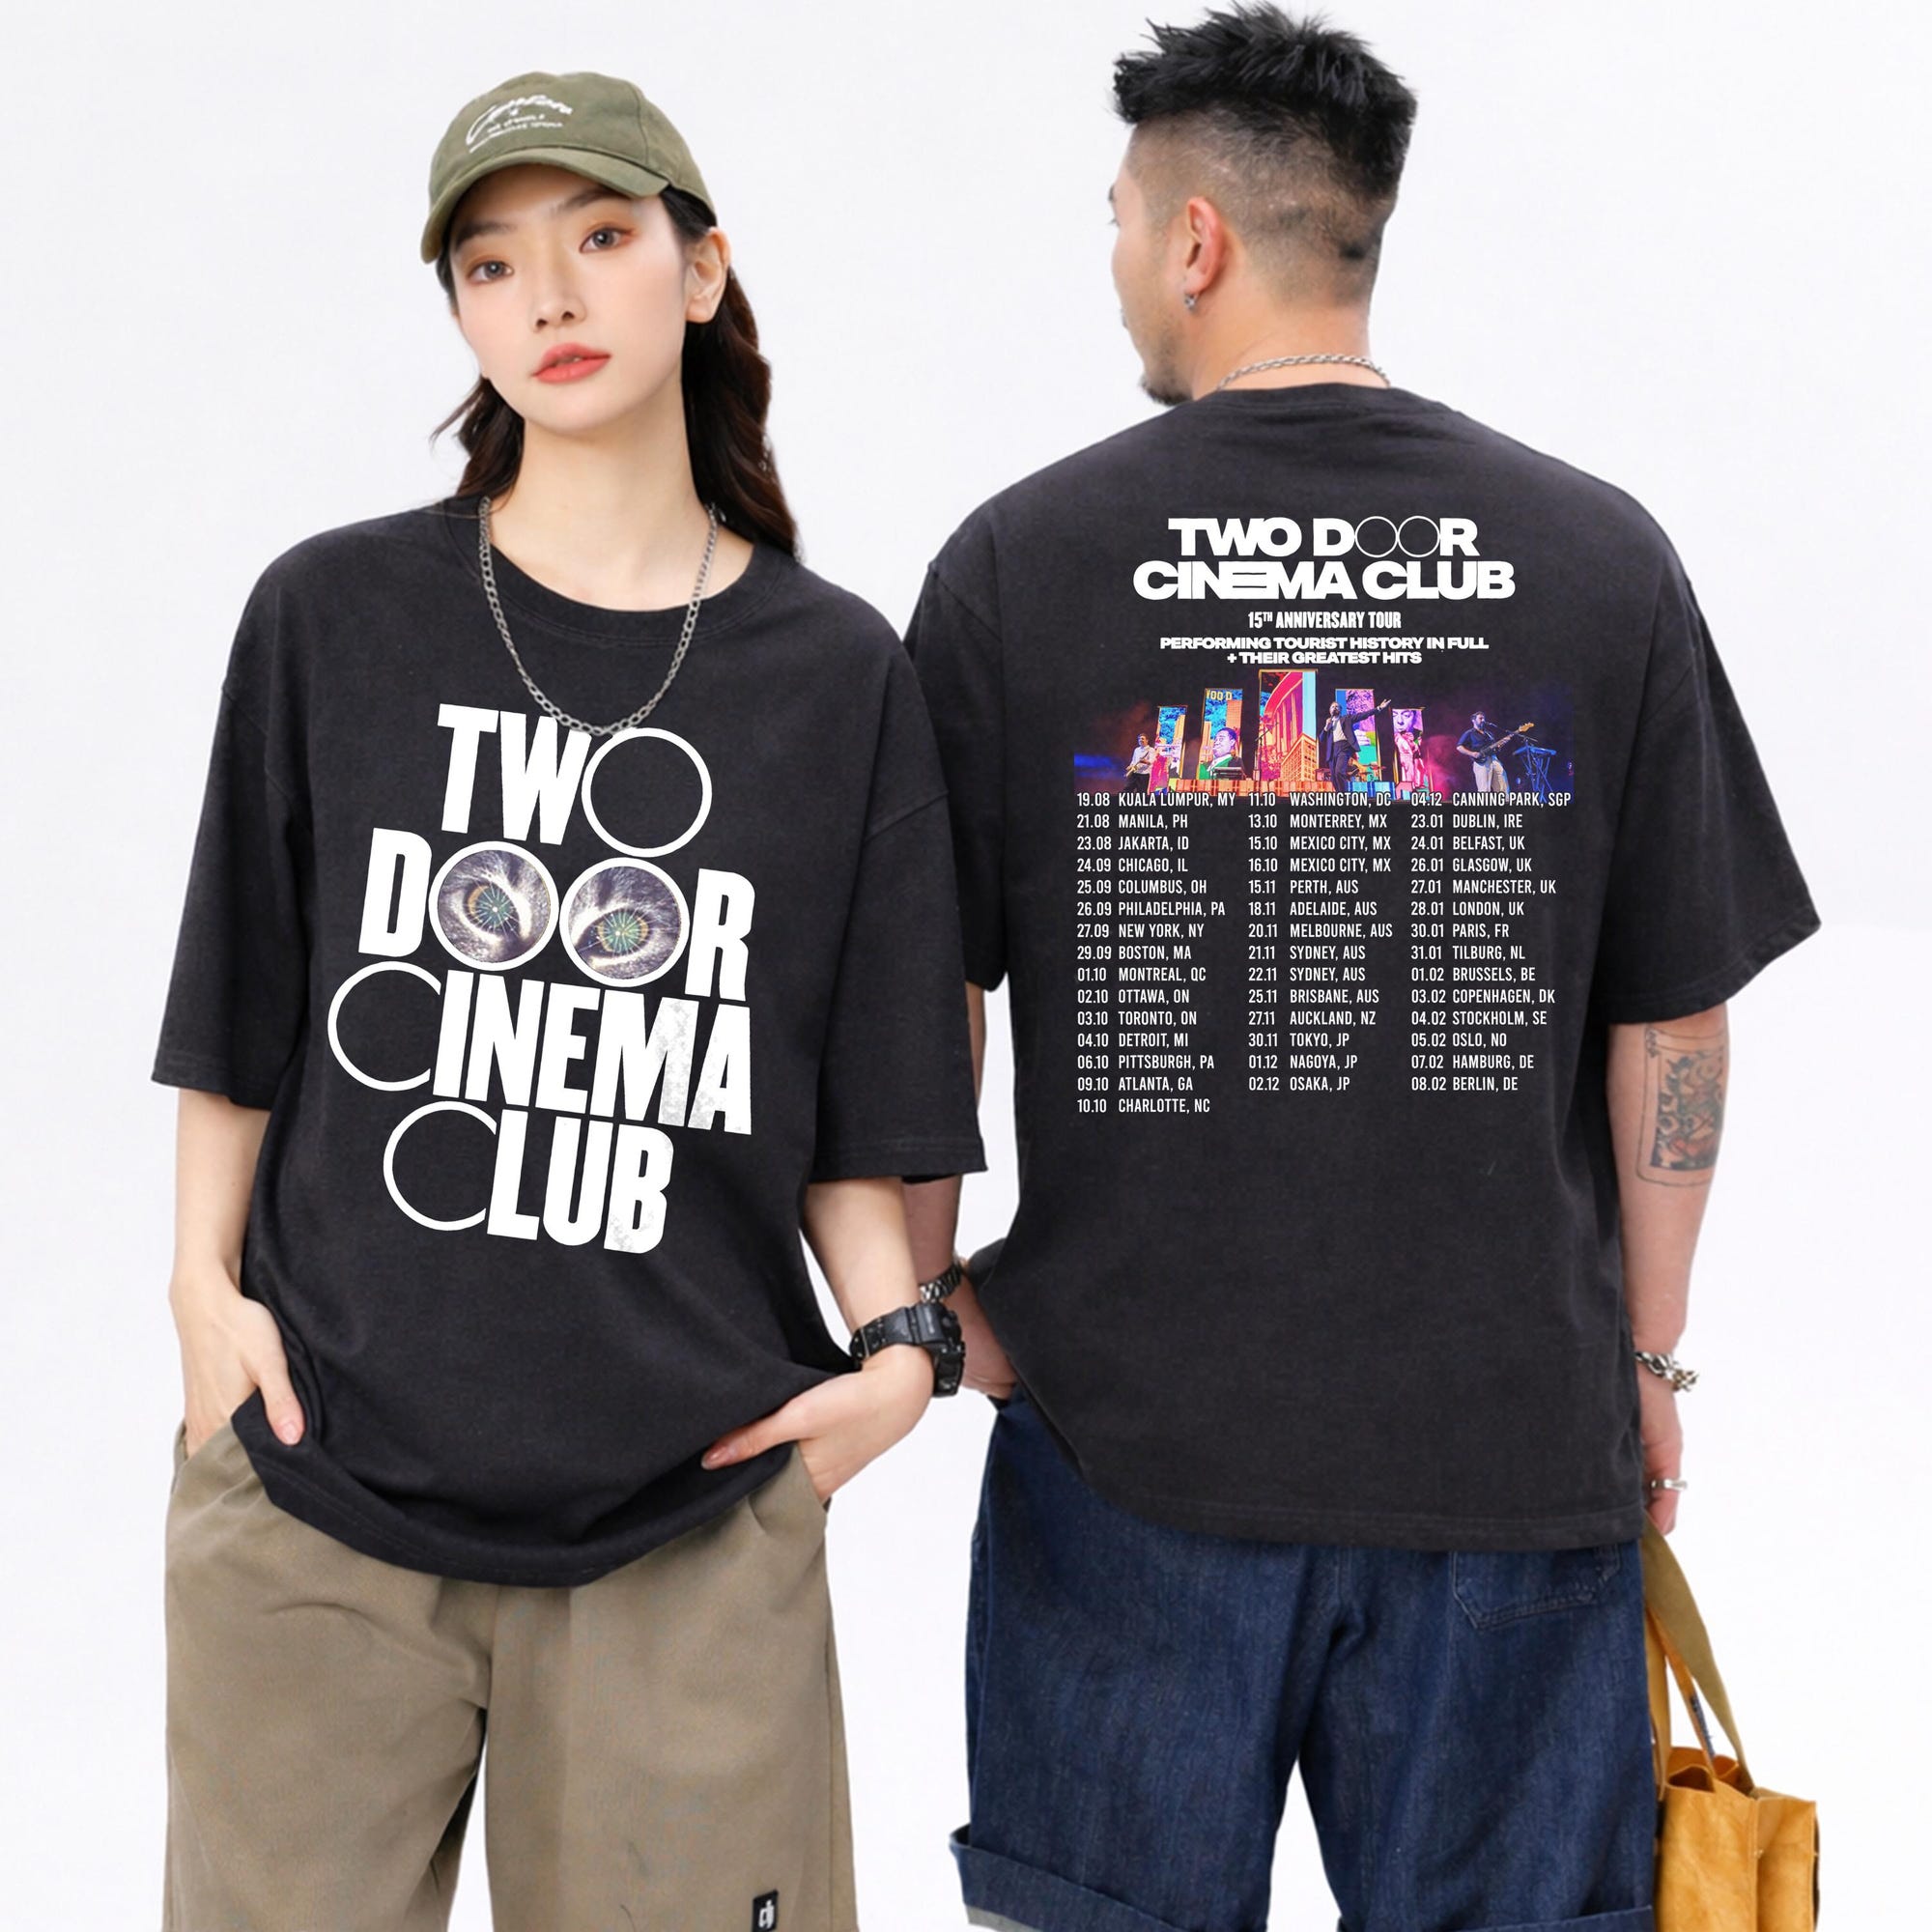 TWO
DOOR
CINEMA
CLUB
TWO DOOR
CINEMA CLUB
15TH ANNIVERSARY TOUR
PERFORMING TOURIST HISTORY IN FULL
+ THEIR GREATEST HITS
19.08 KUALA LUMPUR, MY
21.08 MANILA, PH
23.08 JAKARTA, ID
24.09 CHICAGO, IL
25.09 COLUMBUS, OH
26.09 PHILADELPHIA, PA
27.09 NEW YORK, NY
29.09 BOSTON, MA
01.10 MONTREAL, QC
02.10 OTTAWA, ON
03.10 TORONTO, ON
04.10 DETROIT, MI
06.10 PITTSBURGH, PA
09.10 ATLANTA, GA
10.10 CHARLOTTE, NC
11.10 WASHINGTON, DC
13.10 MONTERREY, MX
15.10 MEXICO CITY, MX
16.10 MEXICO CITY, MX
15.11 PERTH, AUS
18.11 ADELAIDE, AUS
20.11 MELBOURNE, AUS
21.11 SYDNEY, AUS
22.11 SYDNEY, AUS
25.11 BRISBANE, AUS
27.11 AUCKLAND, NZ
30.11 TOKYO, JP
01.12 NAGOYA, JP
02.12 OSAKA, JP
04.12 CANNING PARK, SGP
23.01 DUBLIN, IRE
24.01 BELFAST, UK
26.01 GLASGOW, UK
27.01 MANCHESTER, UK
28.01 LONDON, UK
30.01 PARIS, FR
31.01 TILBURG, NL
01.02 BRUSSELS, BE
03.02 COPENHAGEN, DK
04.02 STOCKHOLM, SE
05.02 OSLO, NO
07.02 HAMBURG, DE
08.02 BERLIN, DE